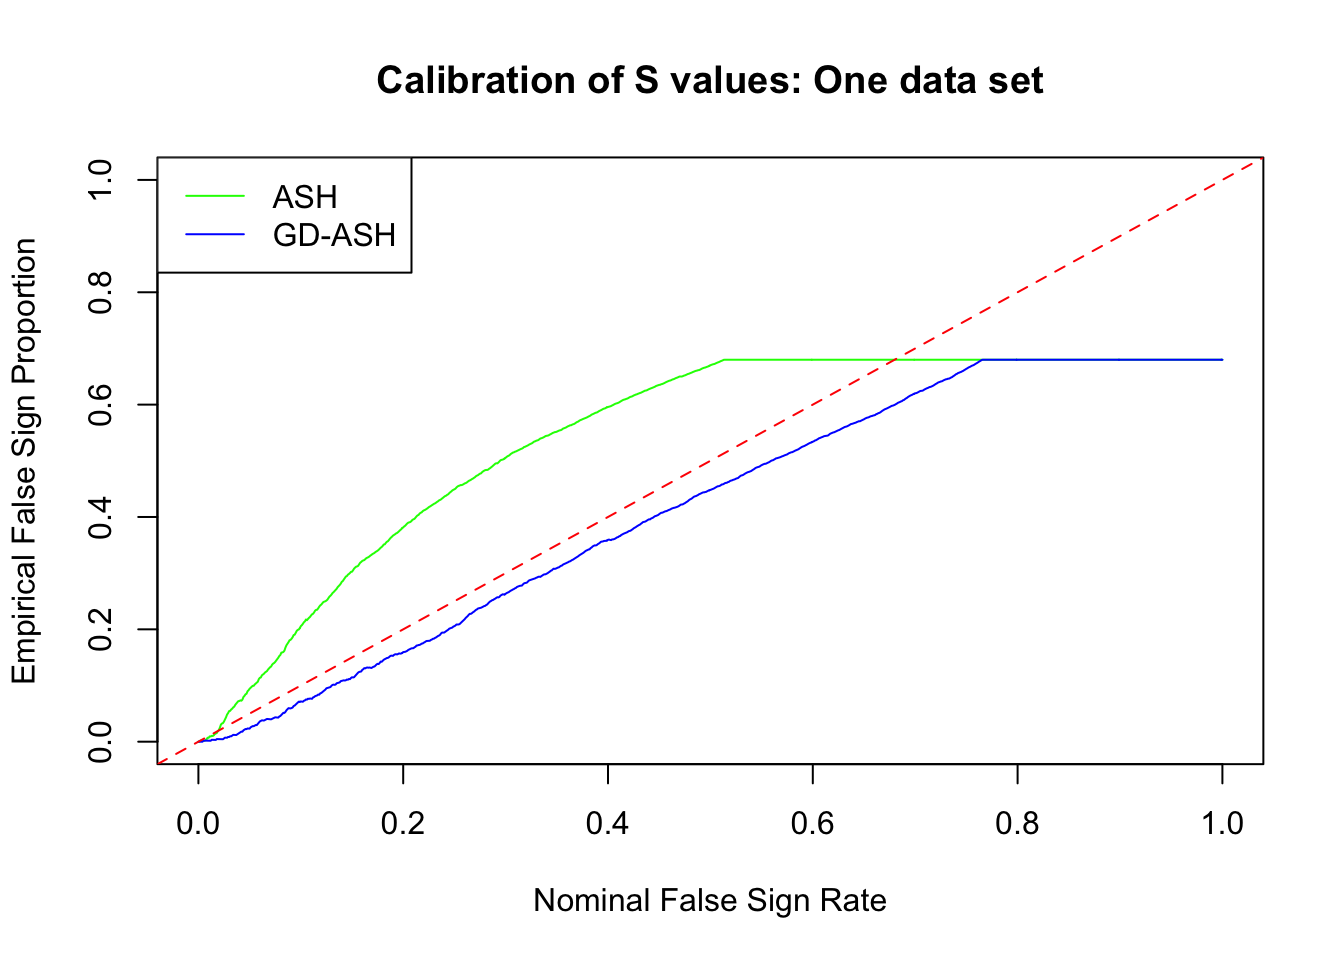 Calibration of S values: One data set
ASH
GD-ASH
Empirical False Sign Proportion
1.0
0.8
0.6
0.4
0.2
0.0
0.0 0.2 0.4 0.6 0.8 1.0
Nominal False Sign Rate